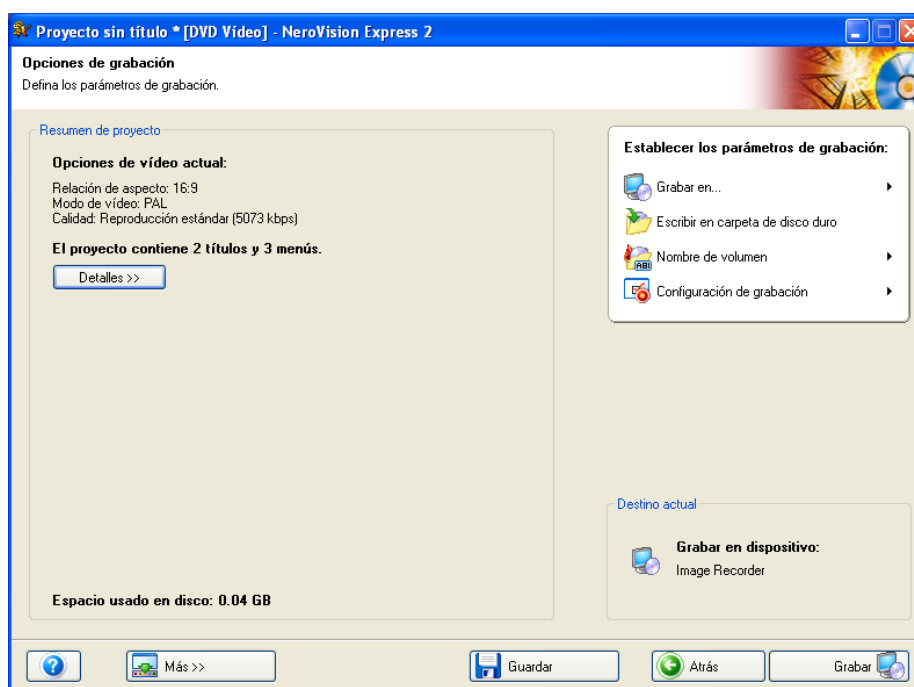 Proyecto sin título * [DVD Vídeo] - NeroVision Express 2
Opciones de grabación
Defina los parámetros de grabación.
Resumen de proyecto
Opciones de vídeo actual:
Relación de aspecto: 16:9
Modo de vídeo: PAL
Calidad: Reproducción estándar (5073 kbps)
El proyecto contiene 2 títulos y 3 menús.
Detalles >>
Espacio usado en disco: 0.04 GB
Establecer los parámetros de grabación:
Grabar en...
Escribir en carpeta de disco duro
ABI
Nombre de volumen
Configuración de grabación
Destino actual
Grabar en dispositivo:
Image Recorder
?
Más >>
Guardar
Atrás
Grabar